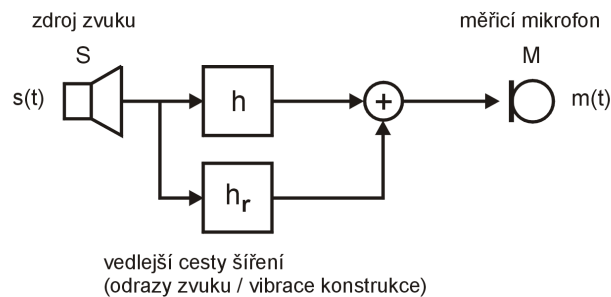 zdroj zvuku
měřicí mikrofon
S
M
s(t)
h
+
m(t)
hr
vedlejší cesty šíření
(odrazy zvuku / vibrace konstrukce)